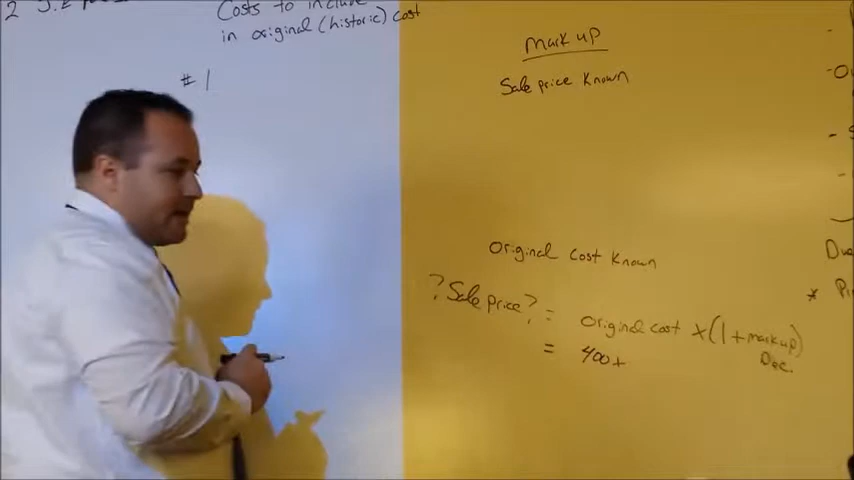 2
Costs to include
in original (historic) cost
#1
Mark up
Sale price Known
Original Cost Known
? Sale price? = original cost x (1 + markup)
Dec.
= 400+